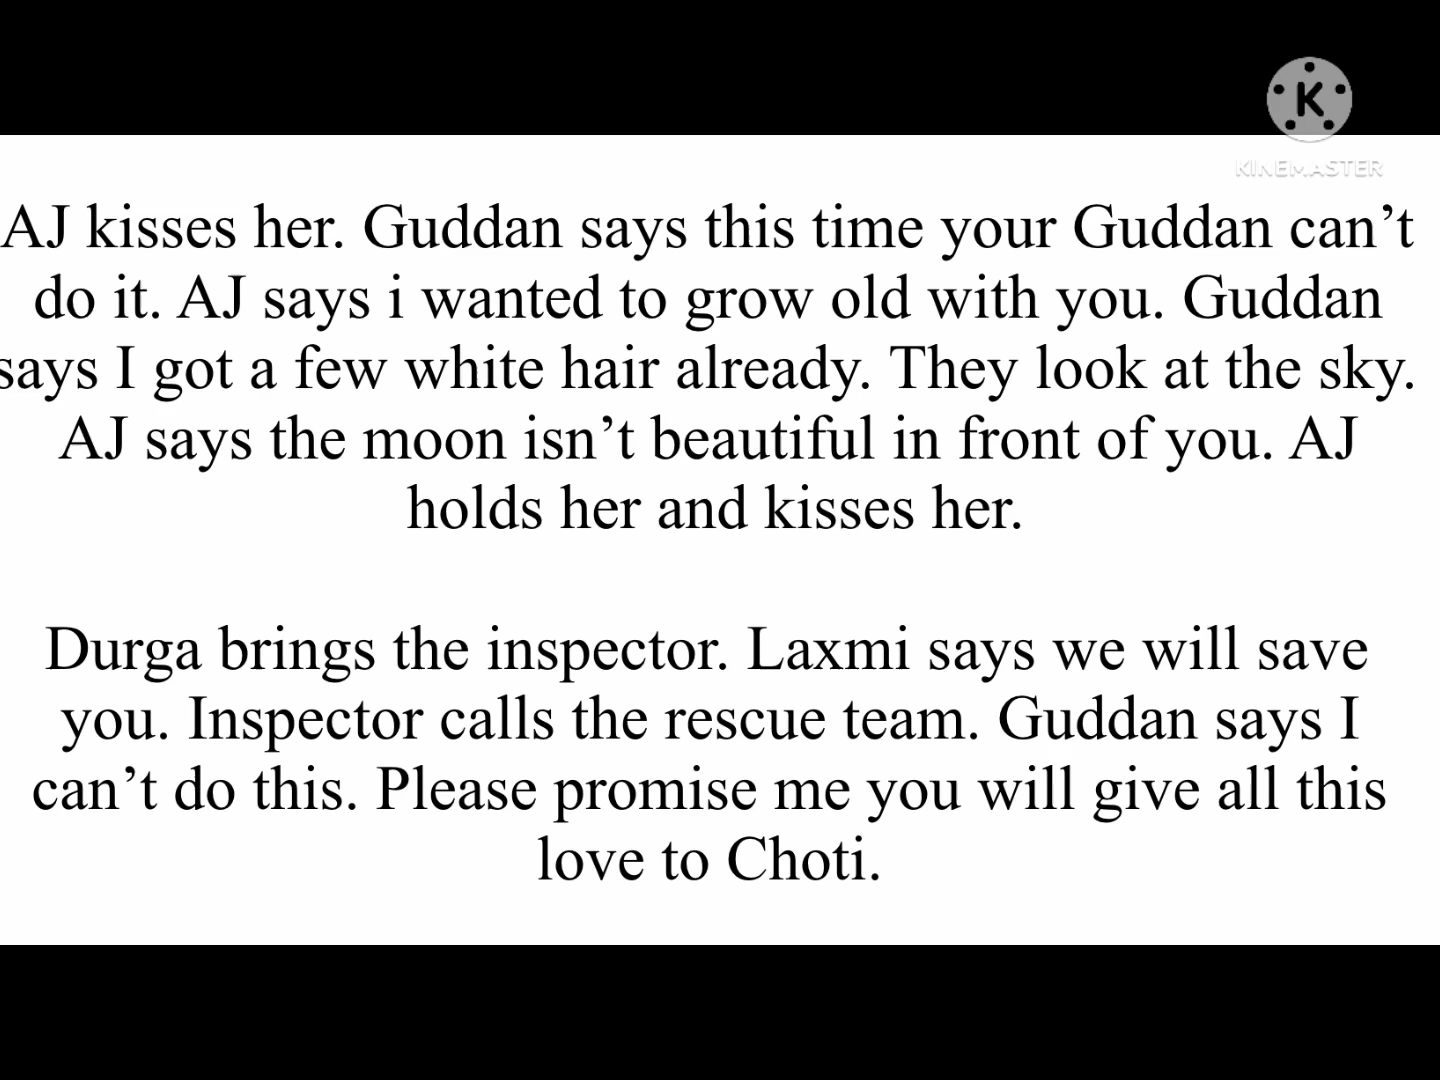 K
KINEMASTER
AJ kisses her. Guddan says this time your Guddan can’t
do it. AJ says i wanted to grow old with you. Guddan
says I got a few white hair already. They look at the sky.
AJ says the moon isn’t beautiful in front of you. AJ
holds her and kisses her.
Durga brings the inspector. Laxmi says we will save
you. Inspector calls the rescue team. Guddan says I
can’t do this. Please promise me you will give all this
love to Choti.